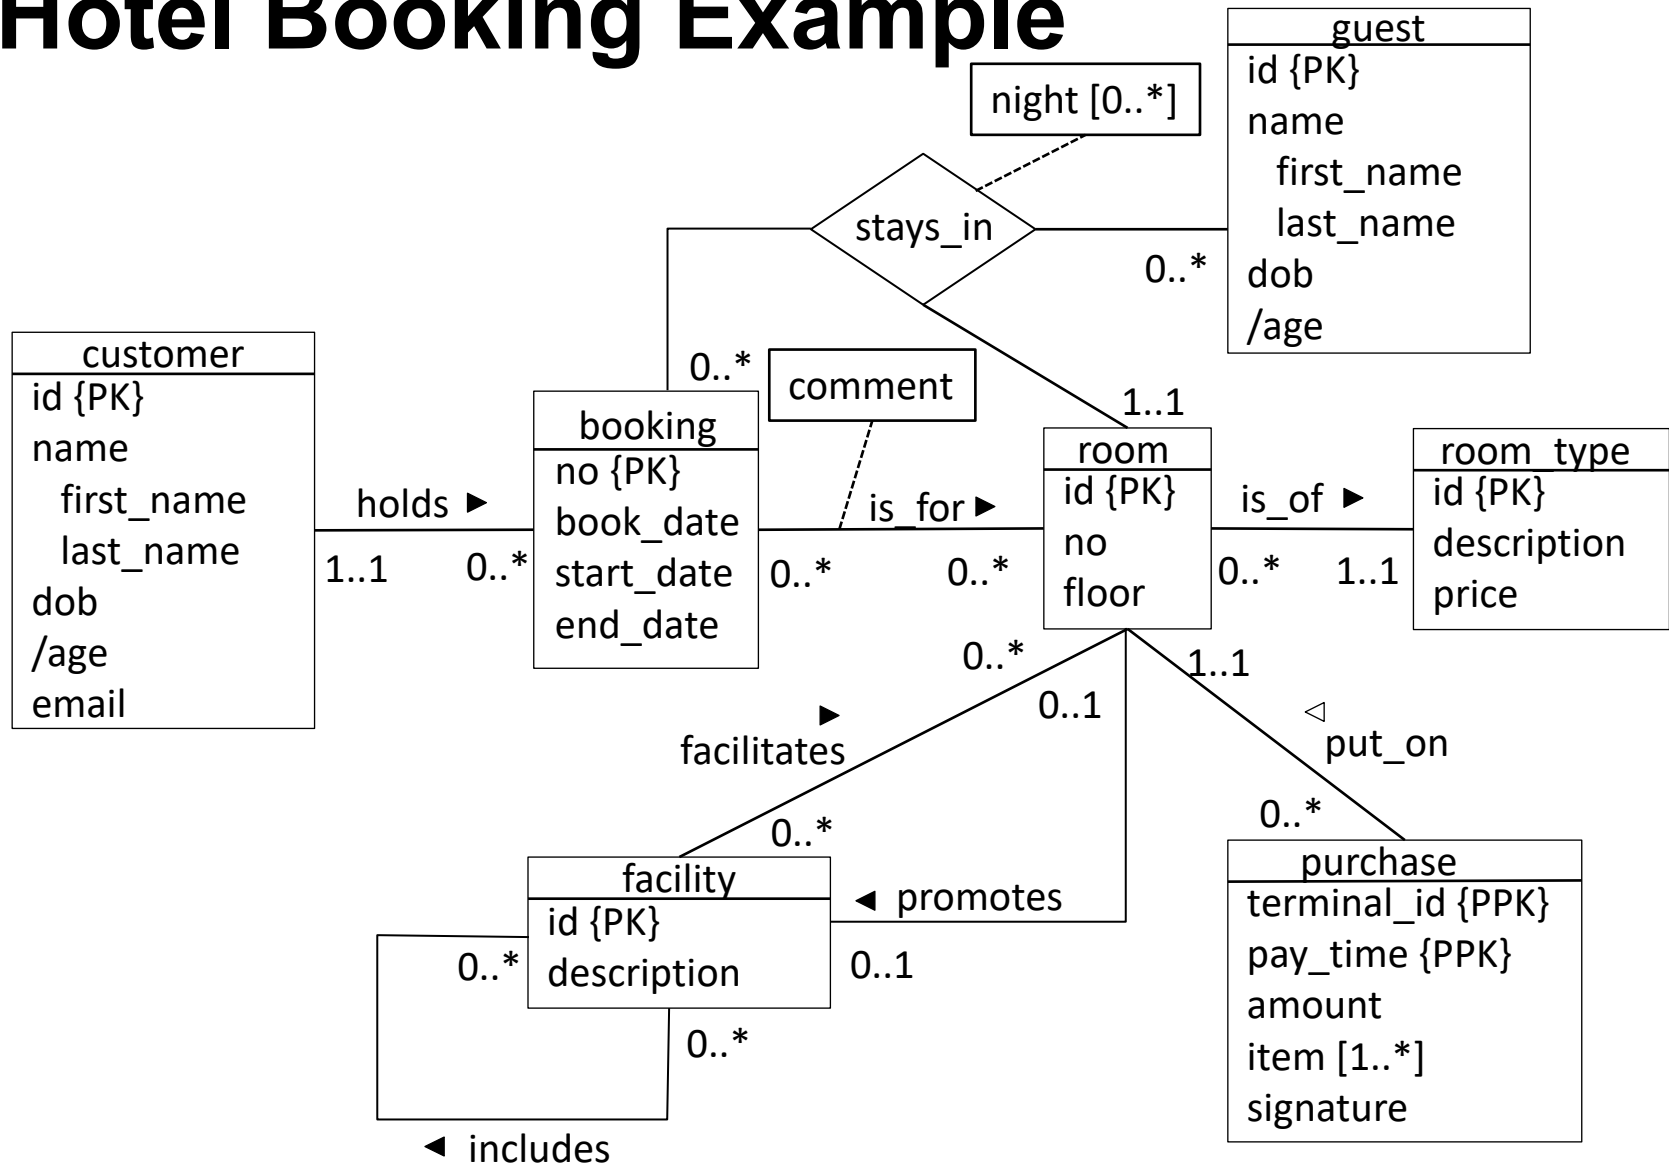 Hotel Booking Example
guest
id {PK}
name
first_name
last_name
dob
/age
night [0..*]
stays_in
0..*
0..*
1..1
customer
id {PK}
name
first_name
last_name
dob
/age
email
holds ►
1..1
0..*
booking
no {PK}
book_date
start_date
end_date
comment
is_for ►
0..*
0..*
room
id {PK}
no
floor
is_of ►
0..*
1..1
room_type
id {PK}
description
price
0..*
0..1
1..1
►
facilitates
0..*
◁
put_on
0..*
facility
id {PK}
description
◄ promotes
0..1
0..*
0..*
◄ includes
purchase
terminal_id {PPK}
pay_time {PPK}
amount
item [1..*]
signature